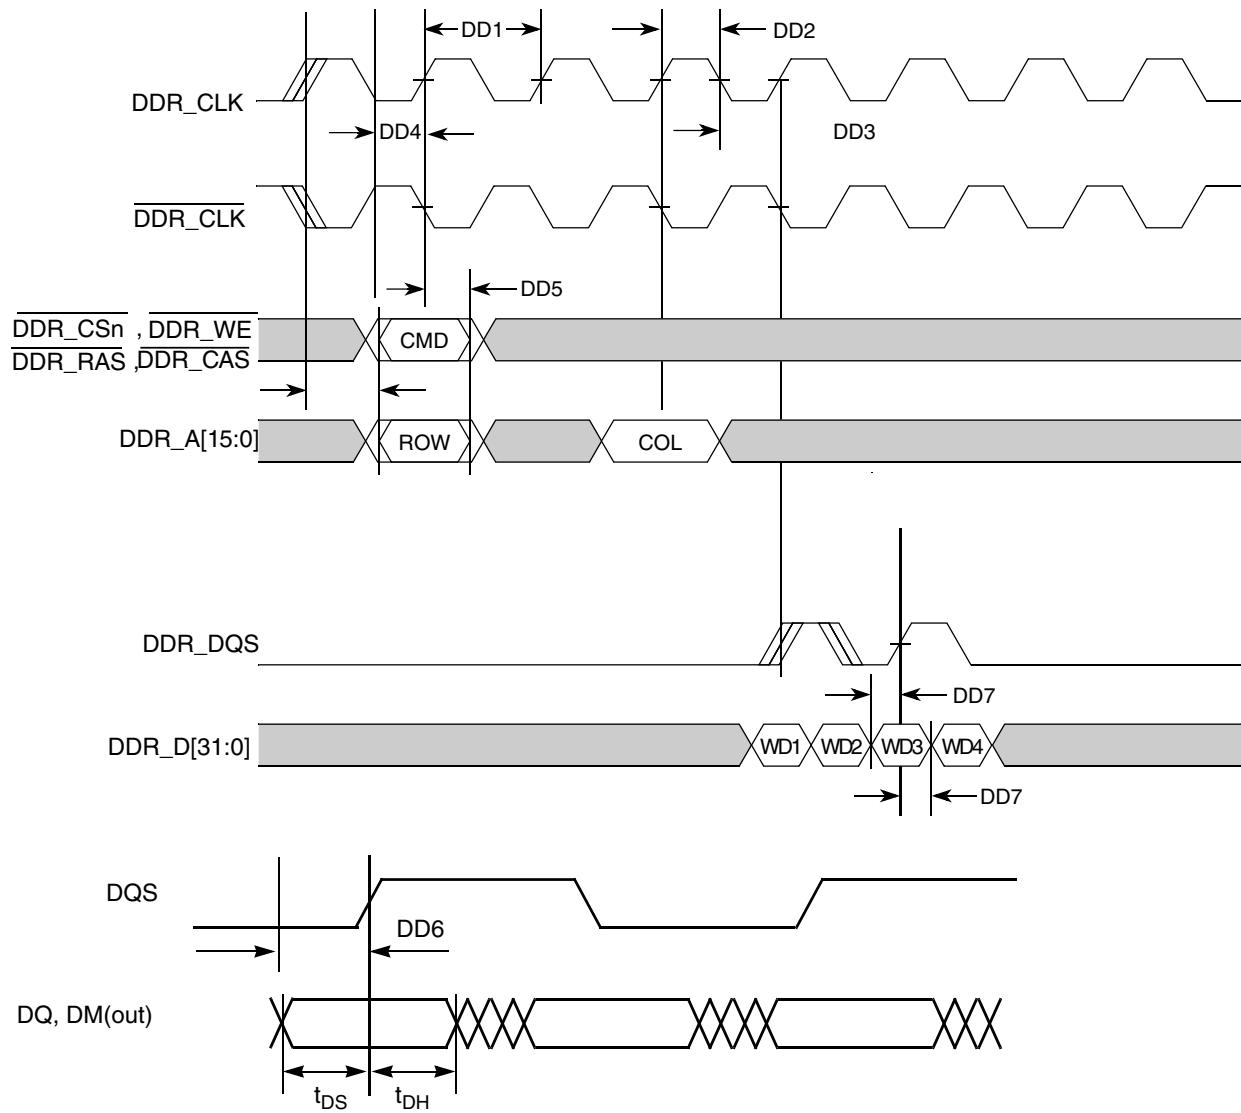 DD1
DD2
DDR_CLK
DD4
DD3
DDR_CLK
DD5
DDR_CSn , DDR_WE
CMD
DDR_RAS ,DDR_CAS
DDR_A[15:0]
ROW
COL
DDR_DQS
DD7
DDR_D[31:0]
WD1
WD2
WD3
WD4
DD7
DQS
DD6
DQ, DM(out)
tDS
tDH